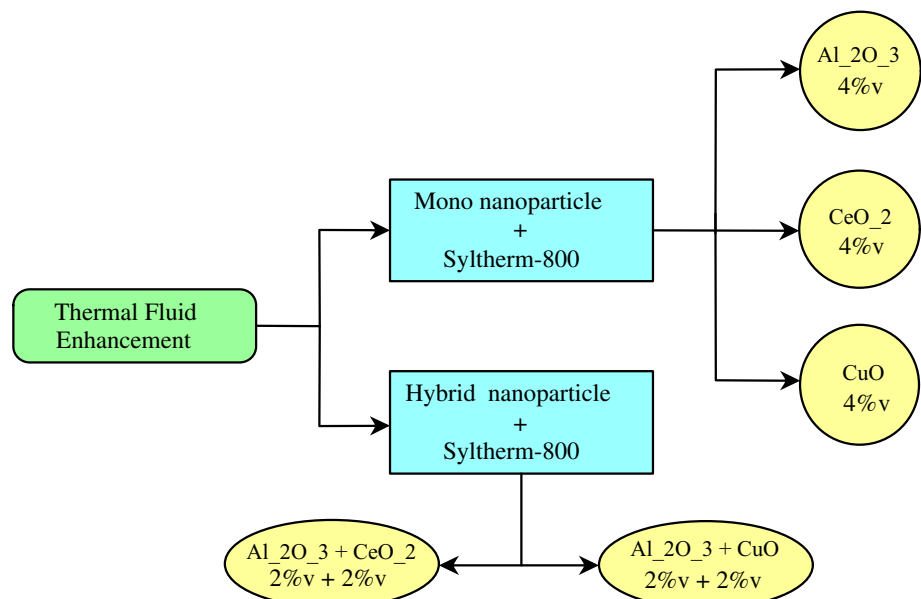 Al_2O_3
4%v
Mono nanoparticle
+
Syltherm-800
CeO_2
4%v
Thermal Fluid
Enhancement
CuO
4%v
Hybrid nanoparticle
+
Syltherm-800
Al_2O_3 + CeO_2
2%v + 2%v
Al_2O_3 + CuO
2%v + 2%v